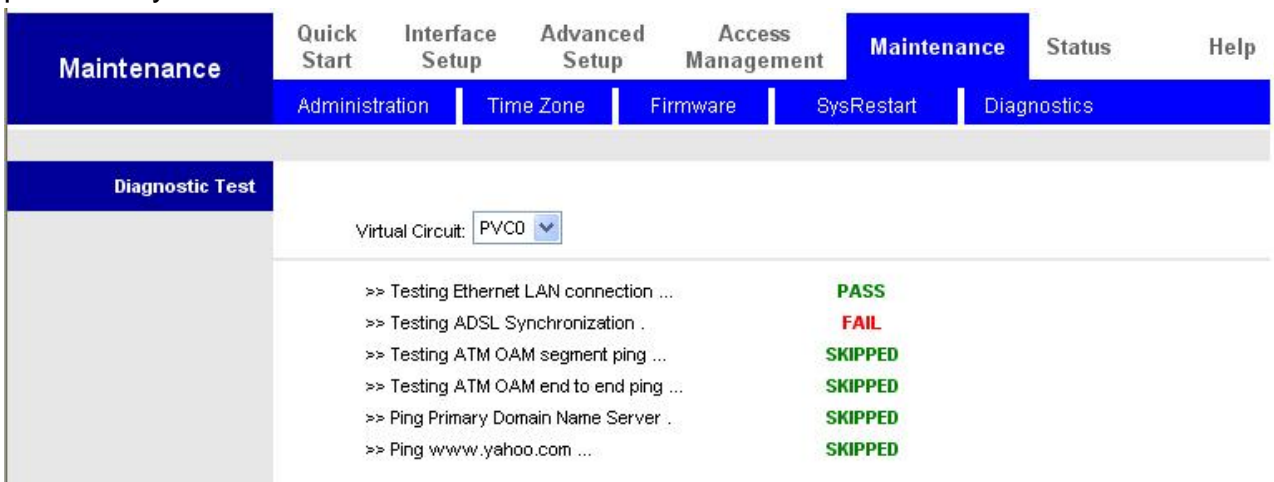 Maintenance
Quick Start
Interface Setup
Advanced Setup
Access Management
Maintenance
Status
Help
Administration
Time Zone
Firmware
SysRestart
Diagnostics
Diagnostic Test
Virtual Circuit: PVC0
>> Testing Ethernet LAN connection ... PASS
>> Testing ADSL Synchronization . FAIL
>> Testing ATM OAM segment ping ... SKIPPED
>> Testing ATM OAM end to end ping ... SKIPPED
>> Ping Primary Domain Name Server . SKIPPED
>> Ping www.yahoo.com ... SKIPPED